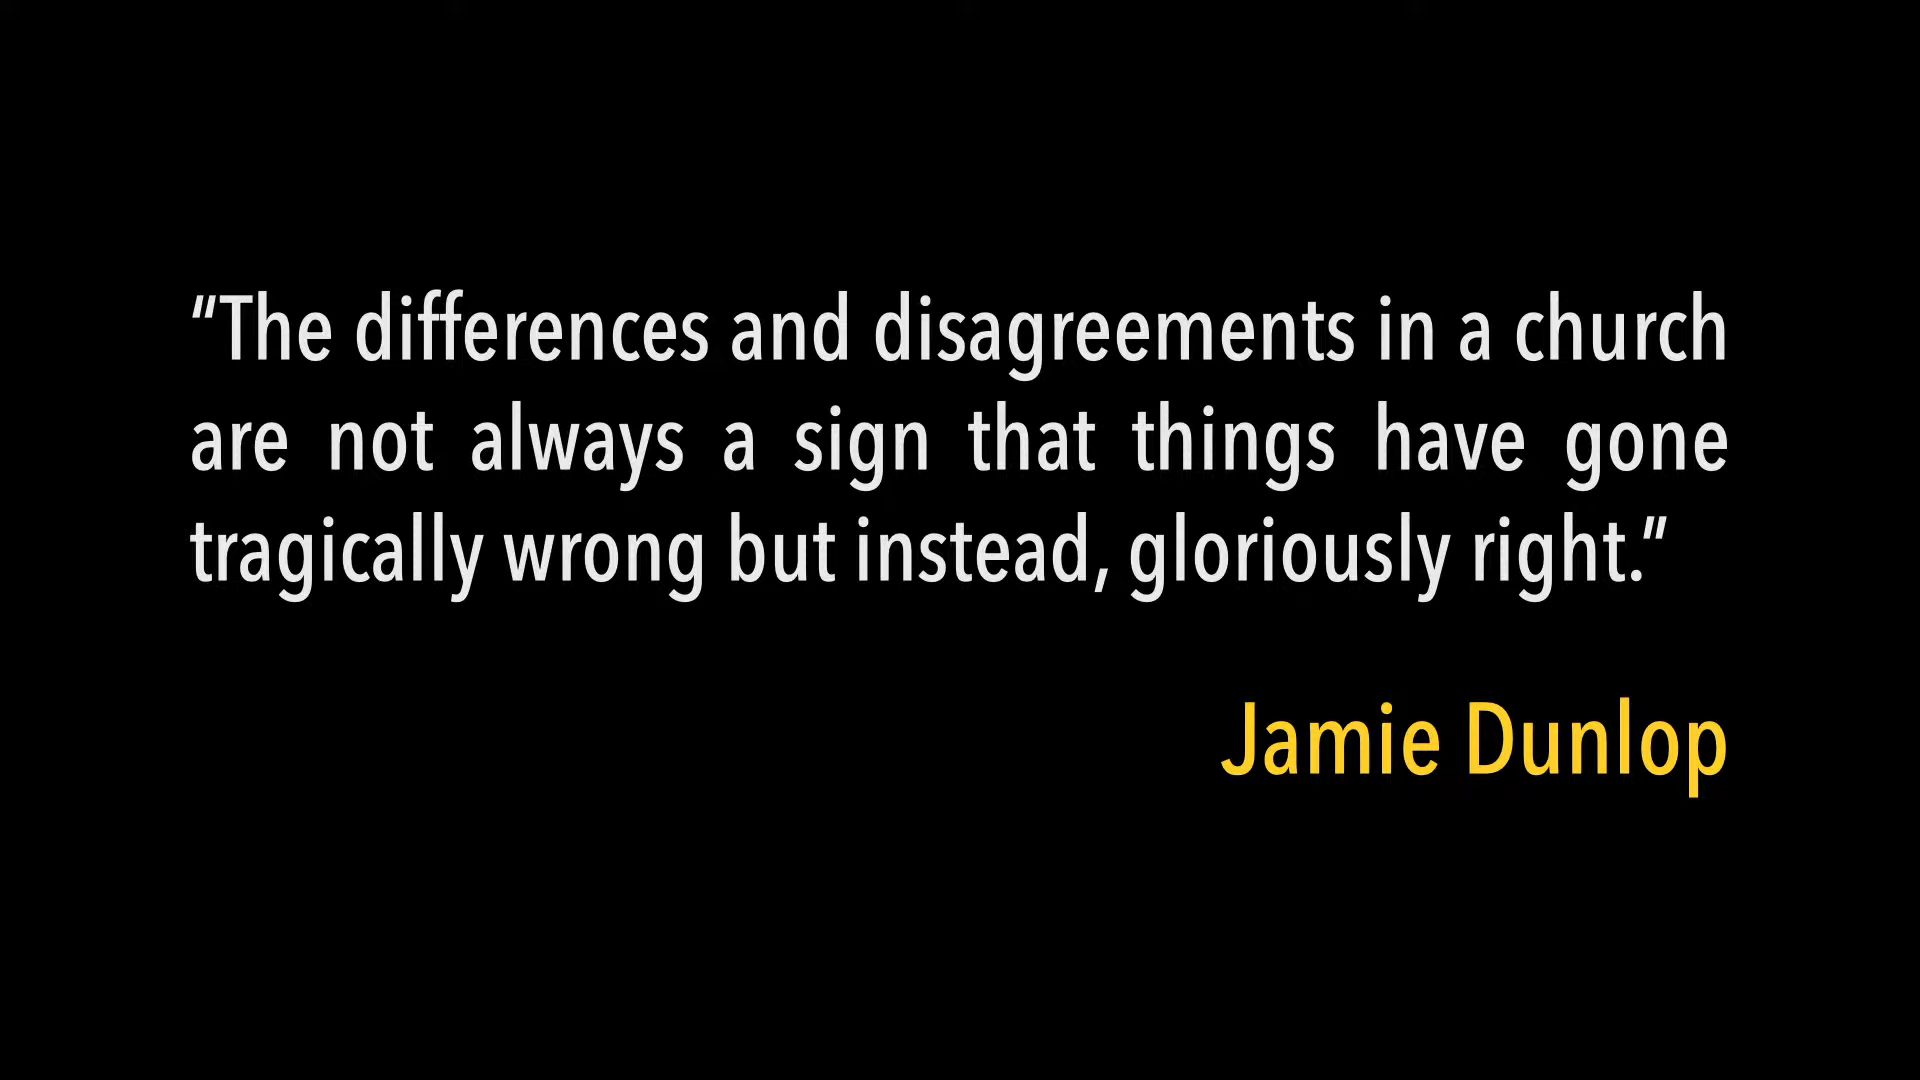 “The differences and disagreements in a church
are not always a sign that things have gone
tragically wrong but instead, gloriously right.”
Jamie Dunlop